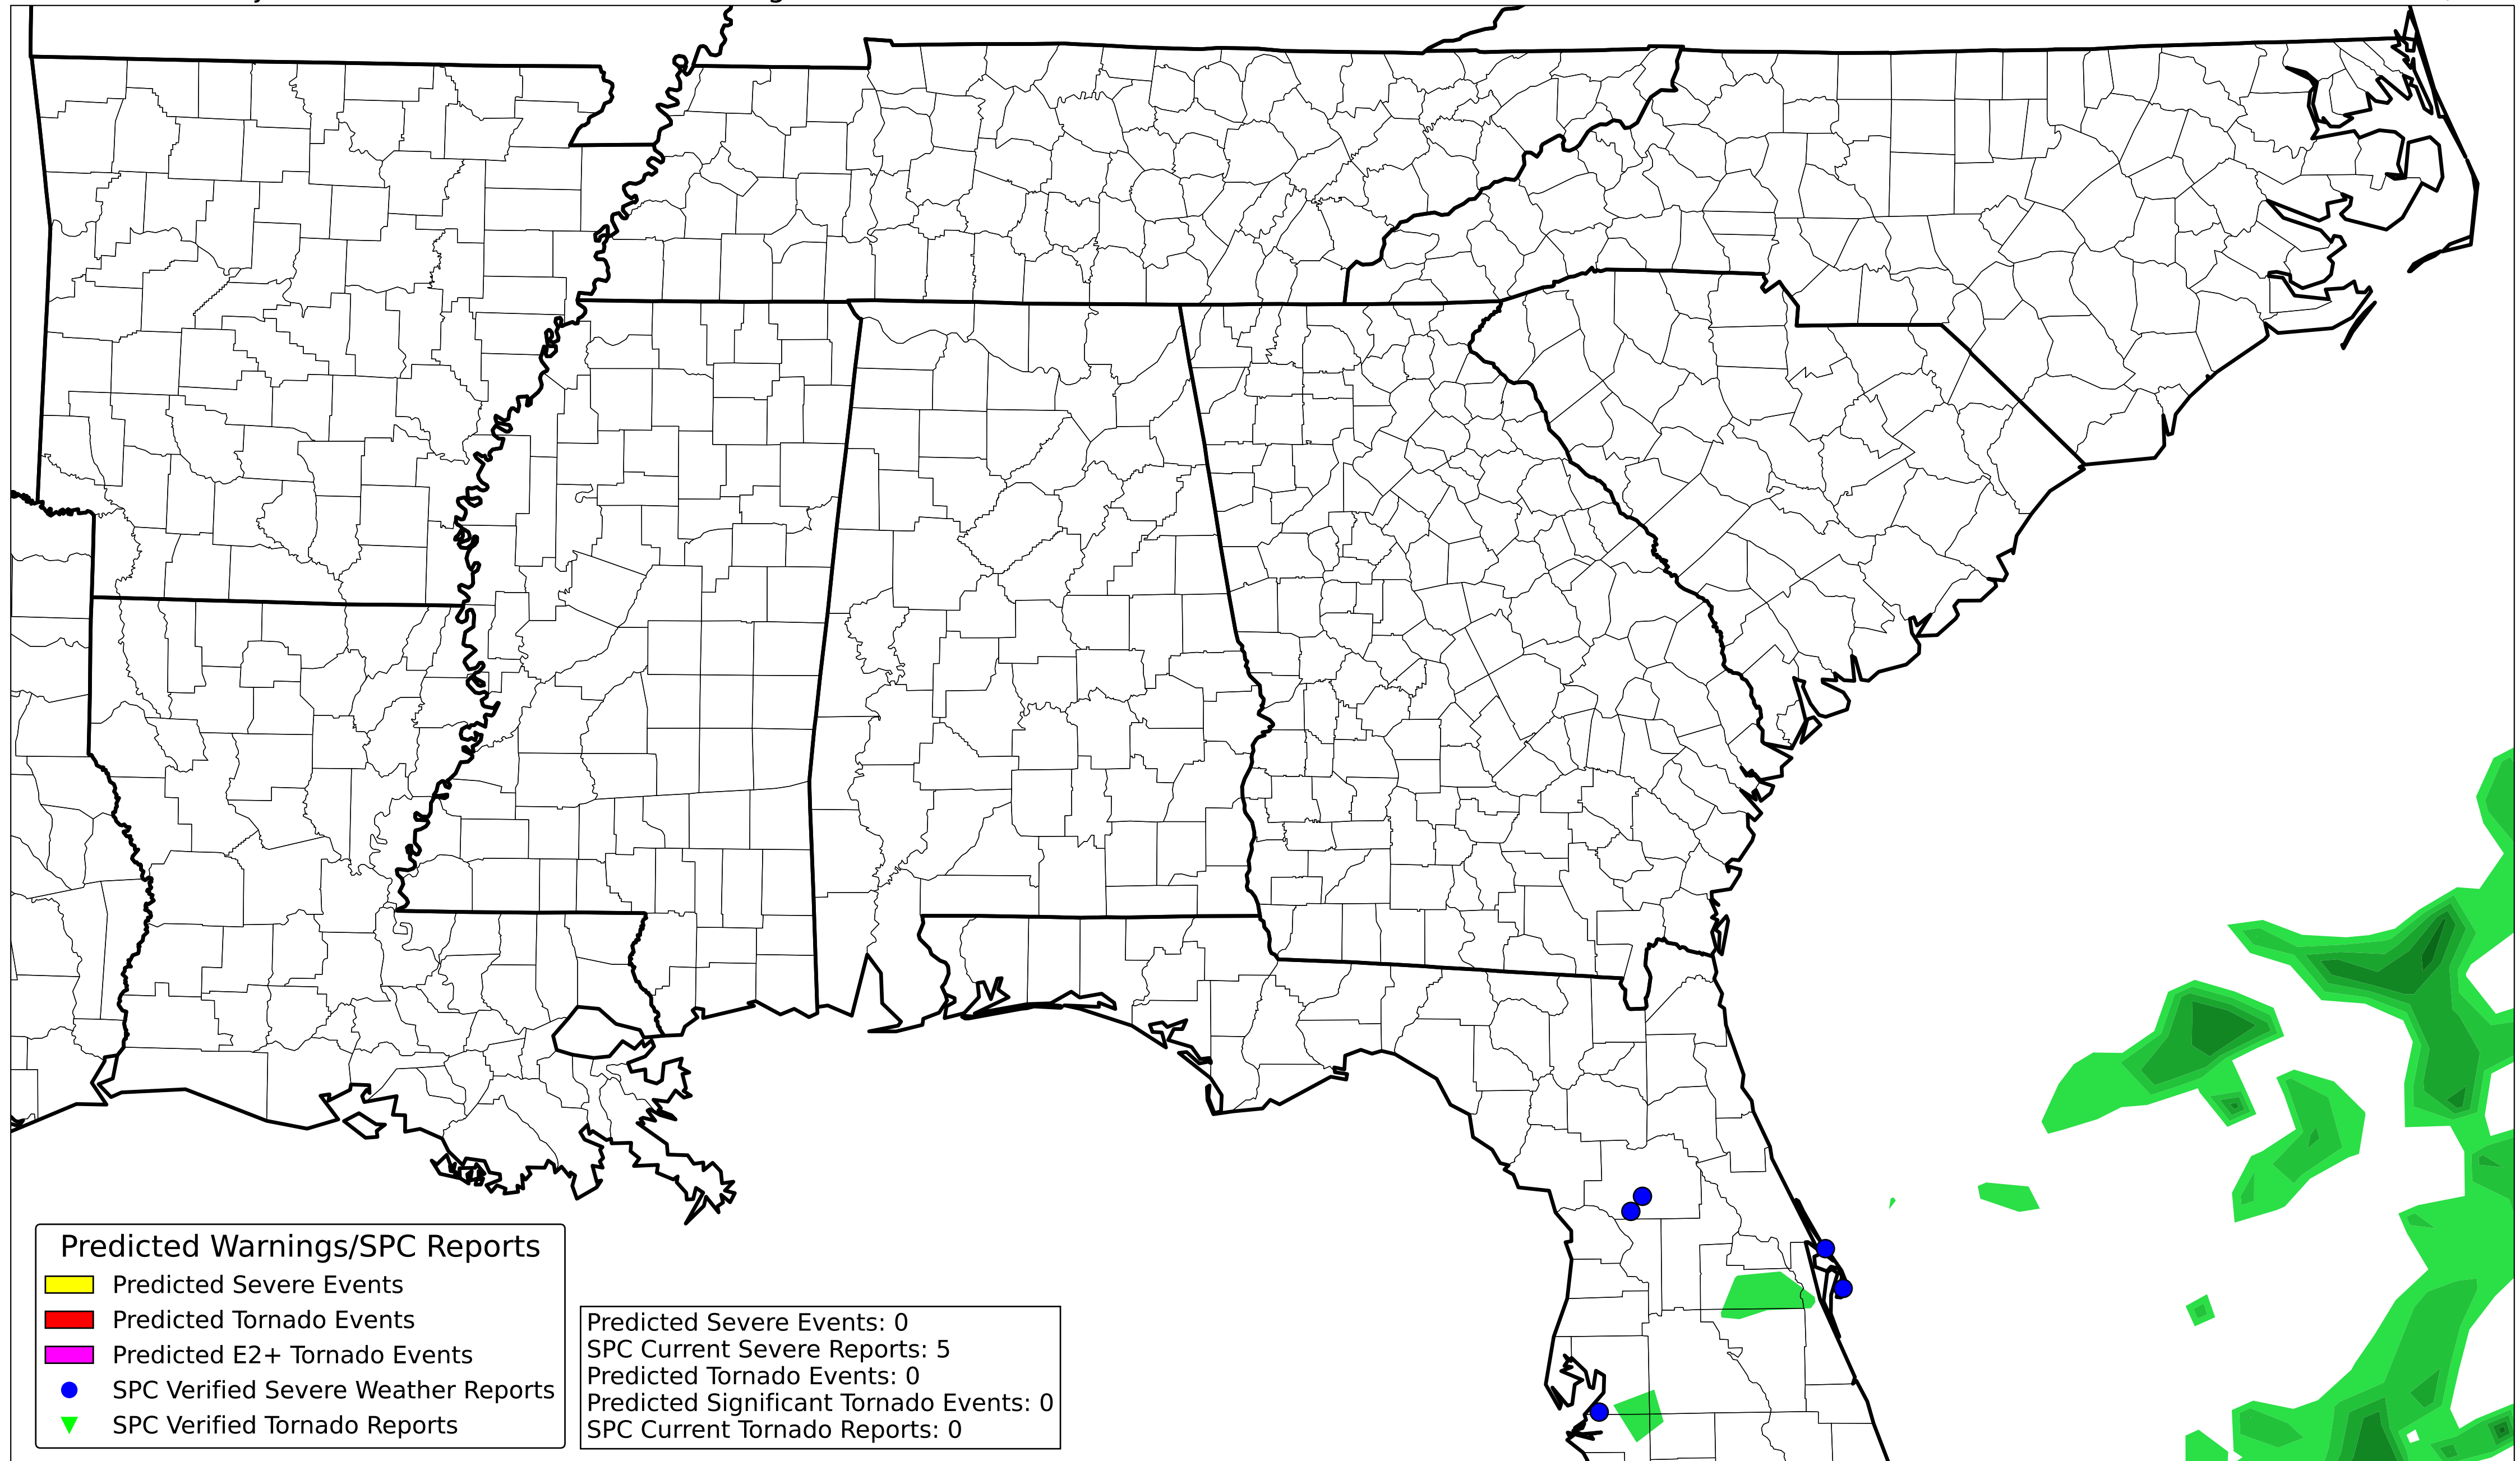 Predicted Warnings/SPC Reports
Predicted Severe Events
Predicted Tornado Events
Predicted E2+ Tornado Events
SPC Verified Severe Weather Reports
SPC Verified Tornado Reports
Predicted Severe Events: 0
SPC Current Severe Reports: 5
Predicted Tornado Events: 0
Predicted Significant Tornado Events: 0
SPC Current Tornado Reports: 0